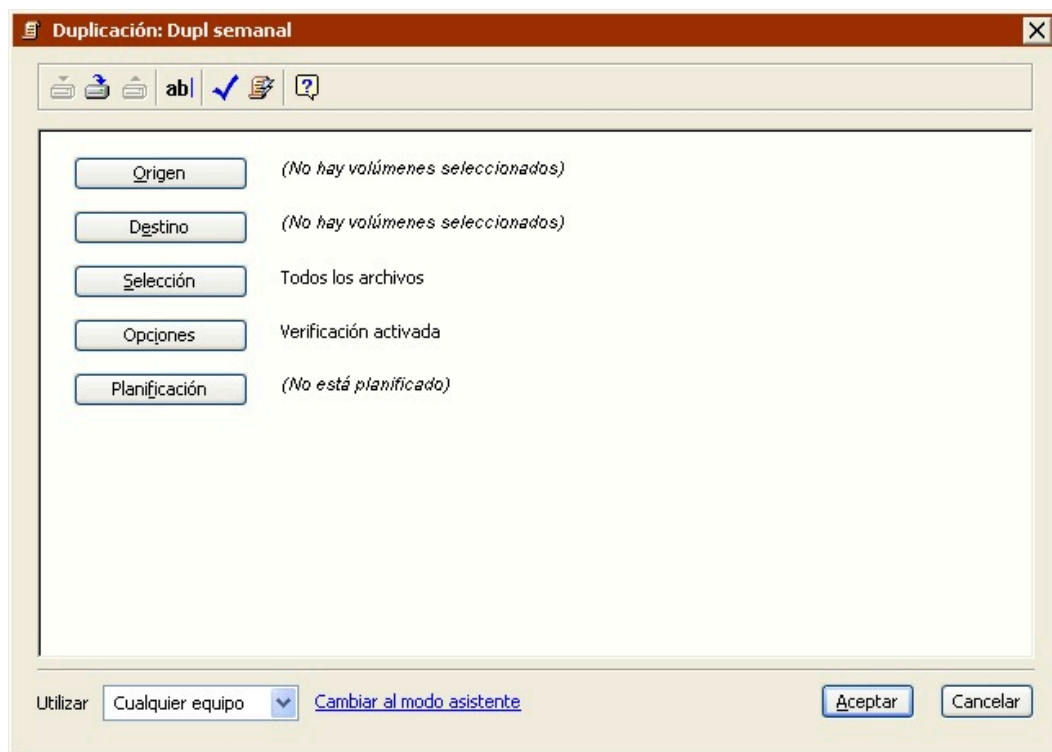 Duplicación: Dupl semanal
ab
Origen (No hay volúmenes seleccionados)
Destino (No hay volúmenes seleccionados)
Selección Todos los archivos
Opciones Verificación activada
Planificación (No está planificado)
Utilizar Cualquier equipo Cambiar al modo asistente Aceptar Cancelar